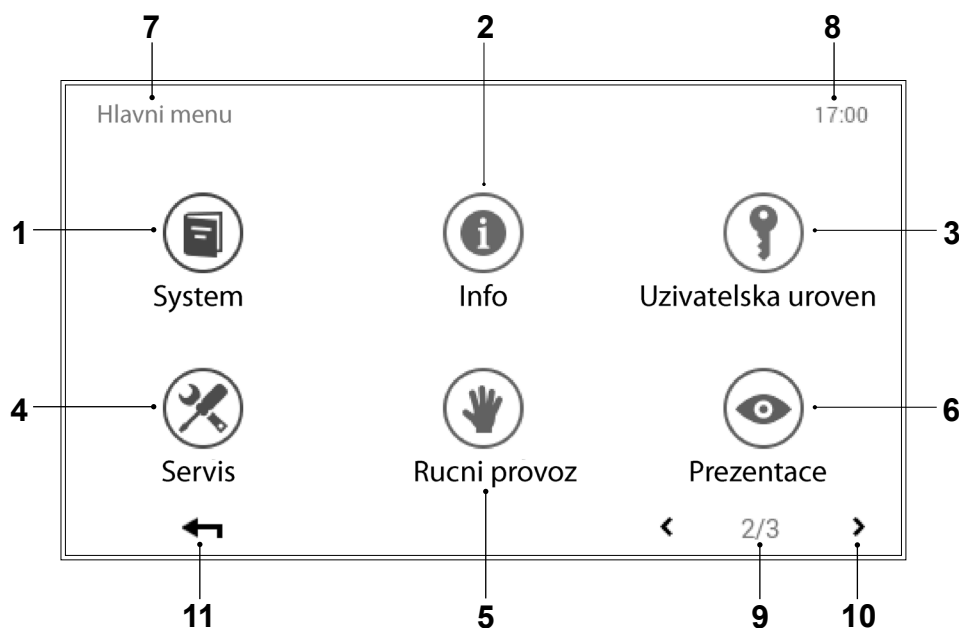 7 2 8
Hlavni menu 17:00
1 3
System Info Uzivatelska uroven
4 6
Servis Rucni provoz Prezentace
2/3
11 5 9 10